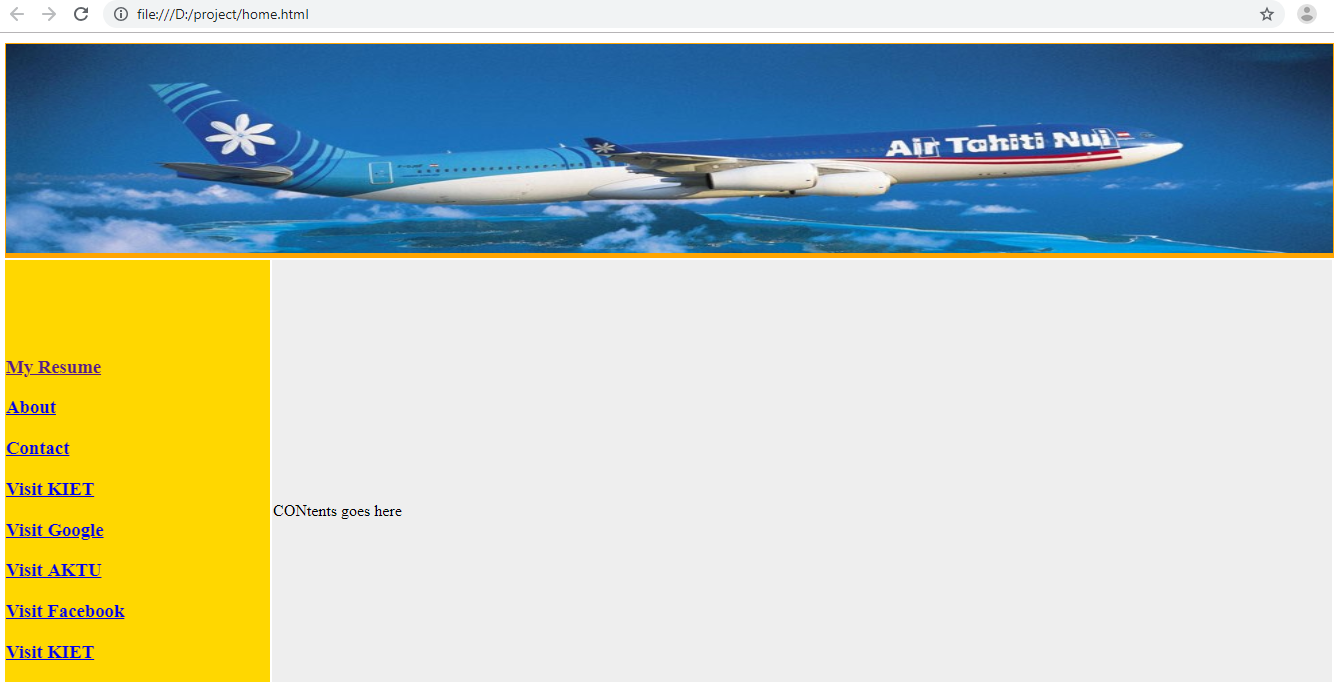 file:///D:/project/home.html
Air Tahiti Nui
My Resume
About
Contact
Visit KIET
Visit Google
Visit AKTU
Visit Facebook
Visit KIET
CONtents goes here